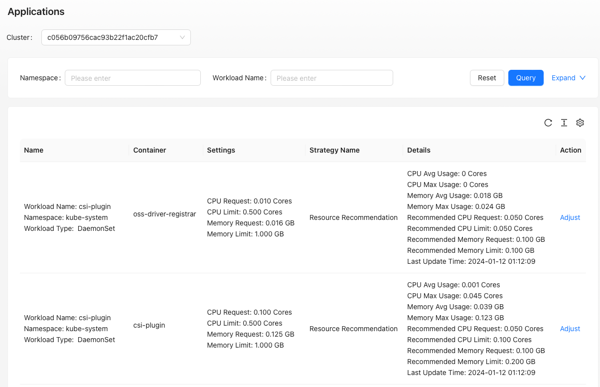 Applications
Cluster: c056b09756cac93b22f1ac20cfb7
Namespace: Please enter Workload Name: Please enter Reset Query Expand
Name Container Settings Strategy Name Details Action
Workload Name: csi-plugin
Namespace: kube-system
Workload Type: DaemonSet
oss-driver-registrar
CPU Request: 0.010 Cores
CPU Limit: 0.500 Cores
Memory Request: 0.016 GB
Memory Limit: 1.000 GB
Resource Recommendation
CPU Avg Usage: 0 Cores
CPU Max Usage: 0 Cores
Memory Avg Usage: 0.018 GB
Memory Max Usage: 0.024 GB
Recommended CPU Request: 0.050 Cores
Recommended CPU Limit: 0.050 Cores
Recommended Memory Request: 0.100 GB
Recommended Memory Limit: 0.100 GB
Last Update Time: 2024-01-12 01:12:09
Adjust
Workload Name: csi-plugin
Namespace: kube-system
Workload Type: DaemonSet
csi-plugin
CPU Request: 0.100 Cores
CPU Limit: 0.500 Cores
Memory Request: 0.125 GB
Memory Limit: 1.000 GB
Resource Recommendation
CPU Avg Usage: 0.001 Cores
CPU Max Usage: 0.045 Cores
Memory Avg Usage: 0.039 GB
Memory Max Usage: 0.123 GB
Recommended CPU Request: 0.050 Cores
Recommended CPU Limit: 0.100 Cores
Recommended Memory Request: 0.100 GB
Recommended Memory Limit: 0.200 GB
Last Update Time: 2024-01-12 01:12:09
Adjust